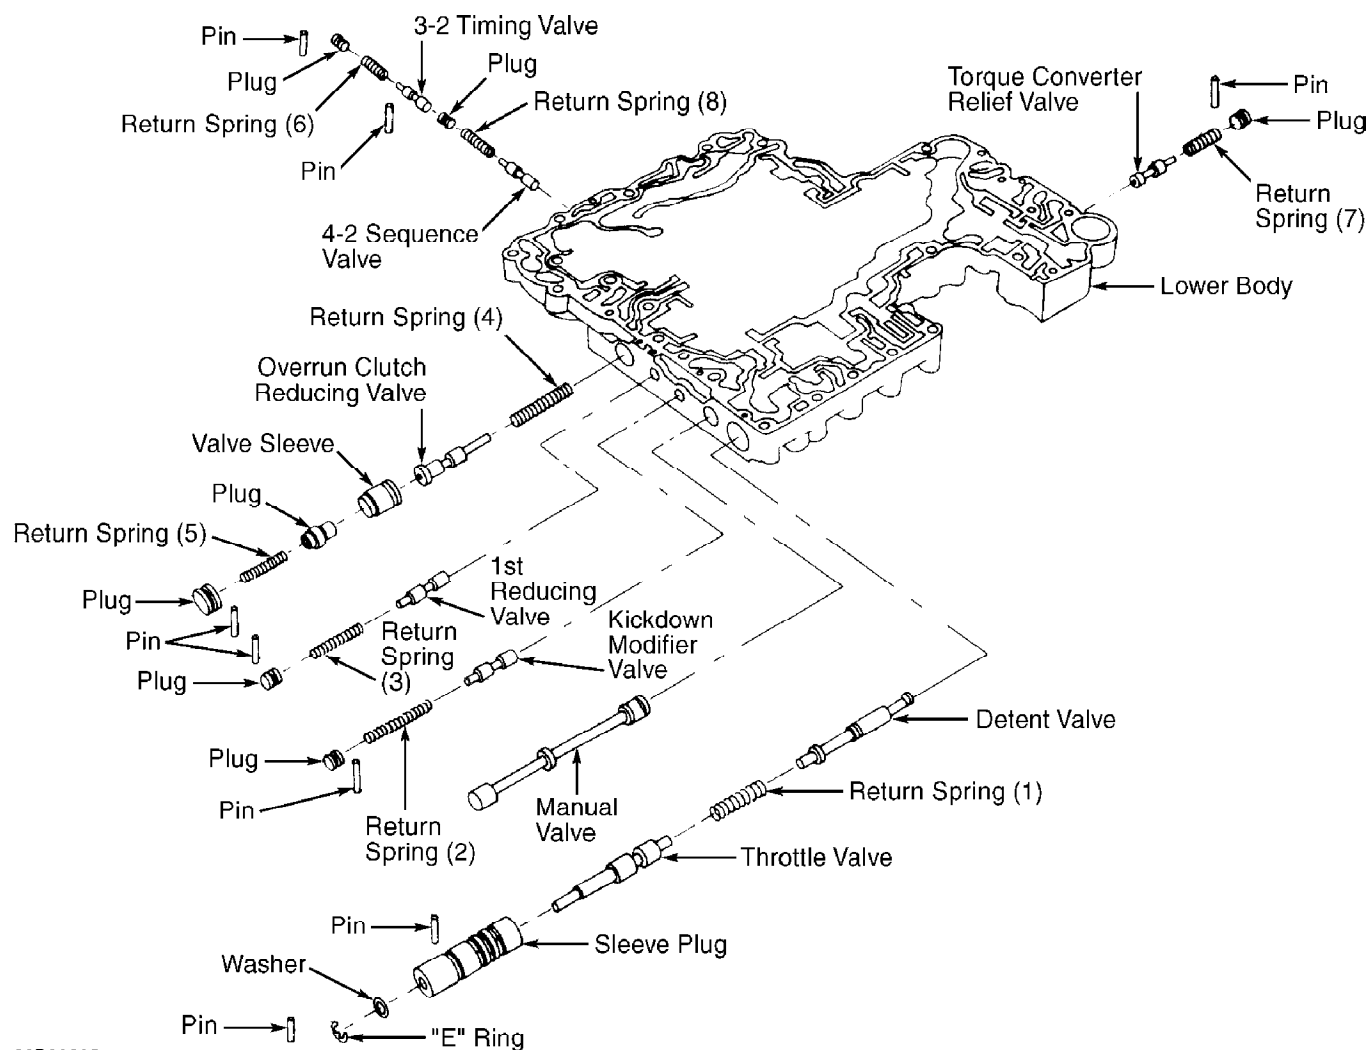 3-2 Timing Valve
Pin
Plug
Plug
Return Spring (8)
Return Spring (6)
Pin
4-2 Sequence
Valve
Torque Converter
Relief Valve
Pin
Plug
Return
Spring (7)
Lower Body
Return Spring (4)
Overrun Clutch
Reducing Valve
Valve Sleeve
Plug
Return Spring (5)
Plug
Pin
Plug
1st
Reducing
Valve
Return
Spring
(3)
Kickdown
Modifier
Valve
Plug
Pin
Return
Spring (2)
Manual
Valve
Detent Valve
Return Spring (1)
Throttle Valve
Pin
Sleeve Plug
Washer
Pin
"E" Ring